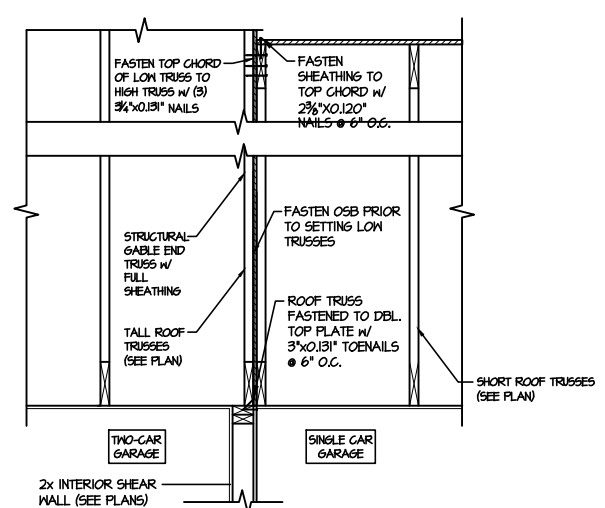 FASTEN TOP CHORD
OF LOW TRUSS TO
HIGH TRUSS w/ (3)
3¼"x0.131" NAILS
FASTEN
SHEATHING TO
TOP CHORD w/
2⅜"x0.120"
NAILS @ 6" O.C.
STRUCTURAL
GABLE END
TRUSS w/
FULL
SHEATHING
FASTEN OSB PRIOR
TO SETTING LOW
TRUSSES
TALL ROOF
TRUSSES
(SEE PLAN)
ROOF TRUSS
FASTENED TO DBL.
TOP PLATE w/
3"x0.131" TOENAILS
@ 6" O.C.
SHORT ROOF TRUSSES
(SEE PLAN)
TWO-CAR
GARAGE
SINGLE CAR
GARAGE
2x INTERIOR SHEAR
WALL (SEE PLANS)